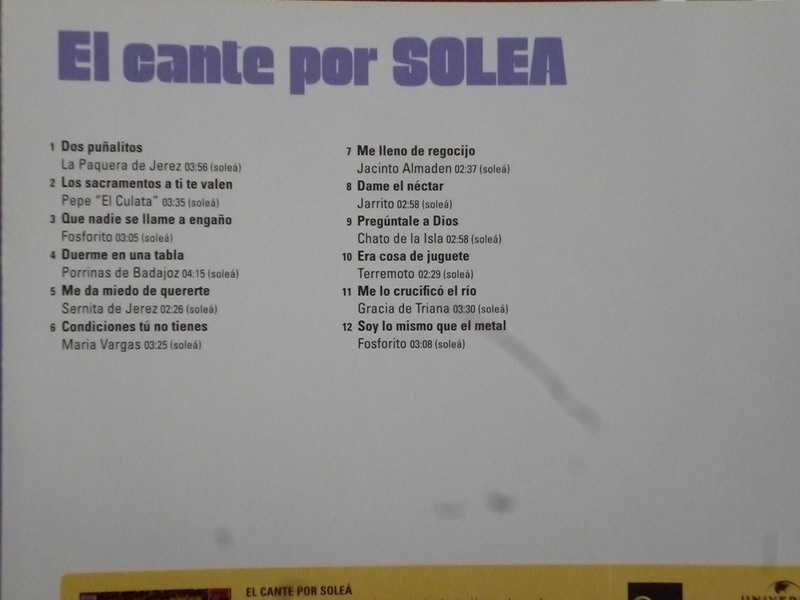 El cante por SOLEA
1 Dos puñalitos
La Paquera de Jerez 03:56 (soleá)
2 Los sacramentos a ti te valen
Pepe "El Culata" 03:35 (soleá)
3 Que nadie se llame a engaño
Fosforito 03:05 (soleá)
4 Duerme en una tabla
Porrinas de Badajoz 04:15 (soleá)
5 Me da miedo de quererte
Sernita de Jerez 02:26 (soleá)
6 Condiciones tú no tienes
Maria Vargas 03:25 (soleá)
7 Me lleno de regocijo
Jacinto Almaden 02:37 (soleá)
8 Dame el néctar
Jarrito 02:58 (soleá)
9 Pregúntale a Dios
Chato de la Isla 02:58 (soleá)
10 Era cosa de juguete
Terremoto 02:29 (soleá)
11 Me lo crucificó el río
Gracia de Triana 03:30 (soleá)
12 Soy lo mismo que el metal
Fosforito 03:08 (soleá)
EL CANTE POR SOLEÁ